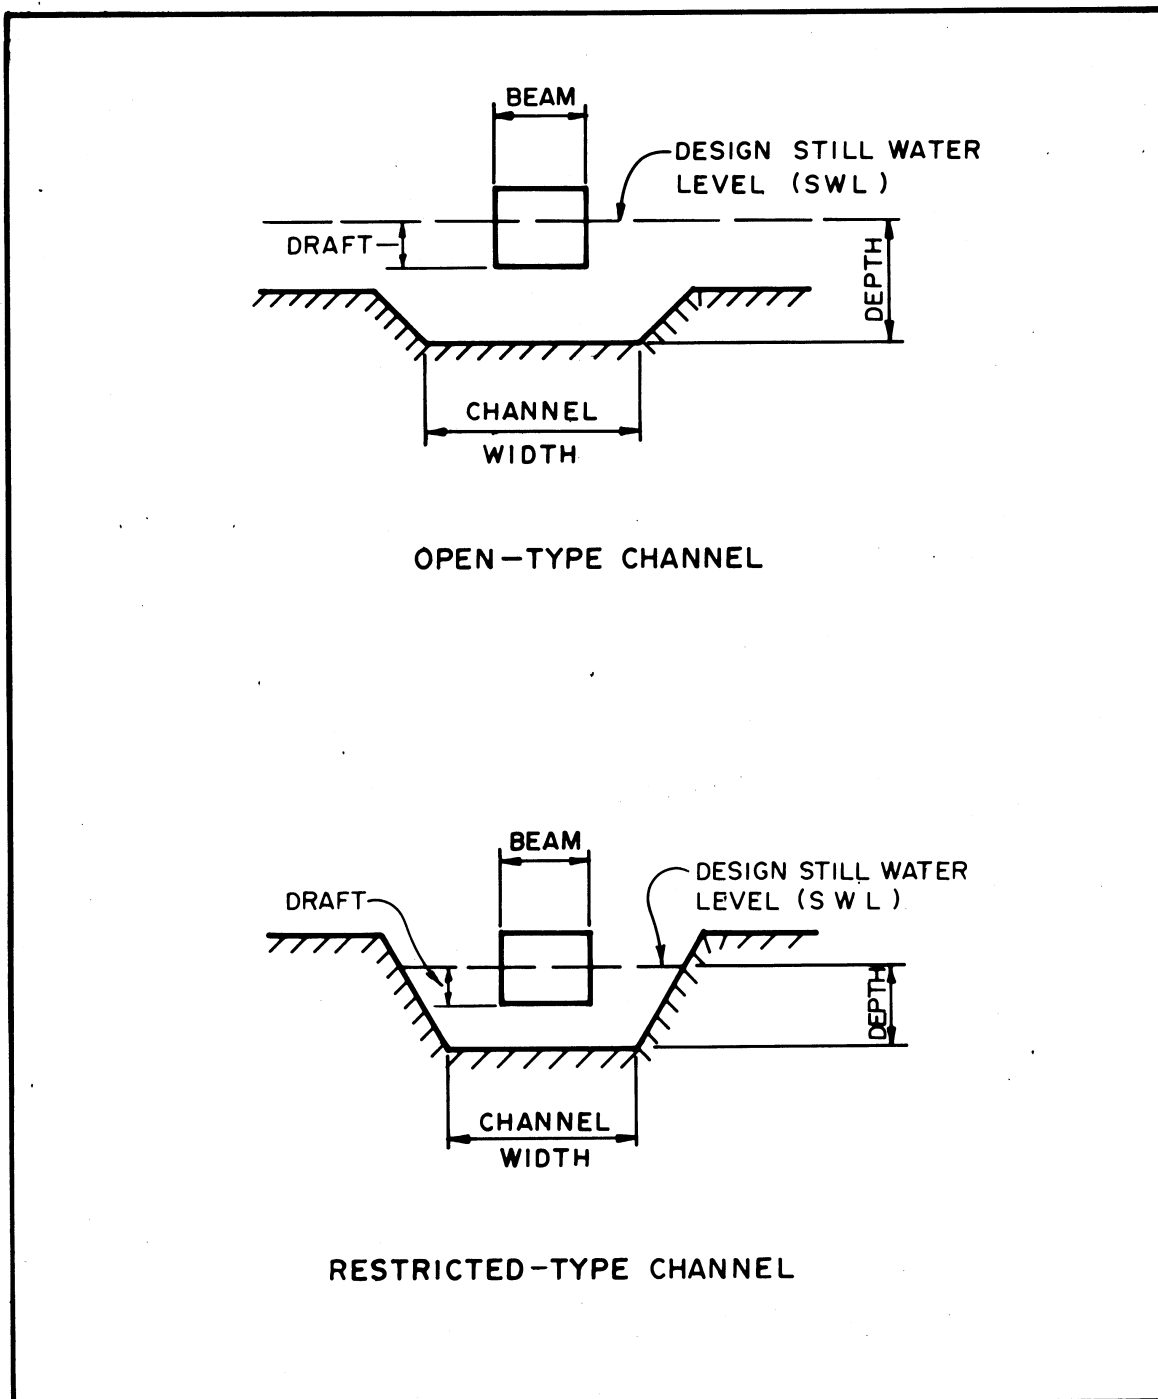 BEAM
DESIGN STILL WATER
LEVEL (SWL)
DRAFT
DEPTH
CHANNEL
WIDTH
OPEN-TYPE CHANNEL
BEAM
DESIGN STILL WATER
LEVEL (SWL)
DRAFT
DEPTH
CHANNEL
WIDTH
RESTRICTED-TYPE CHANNEL